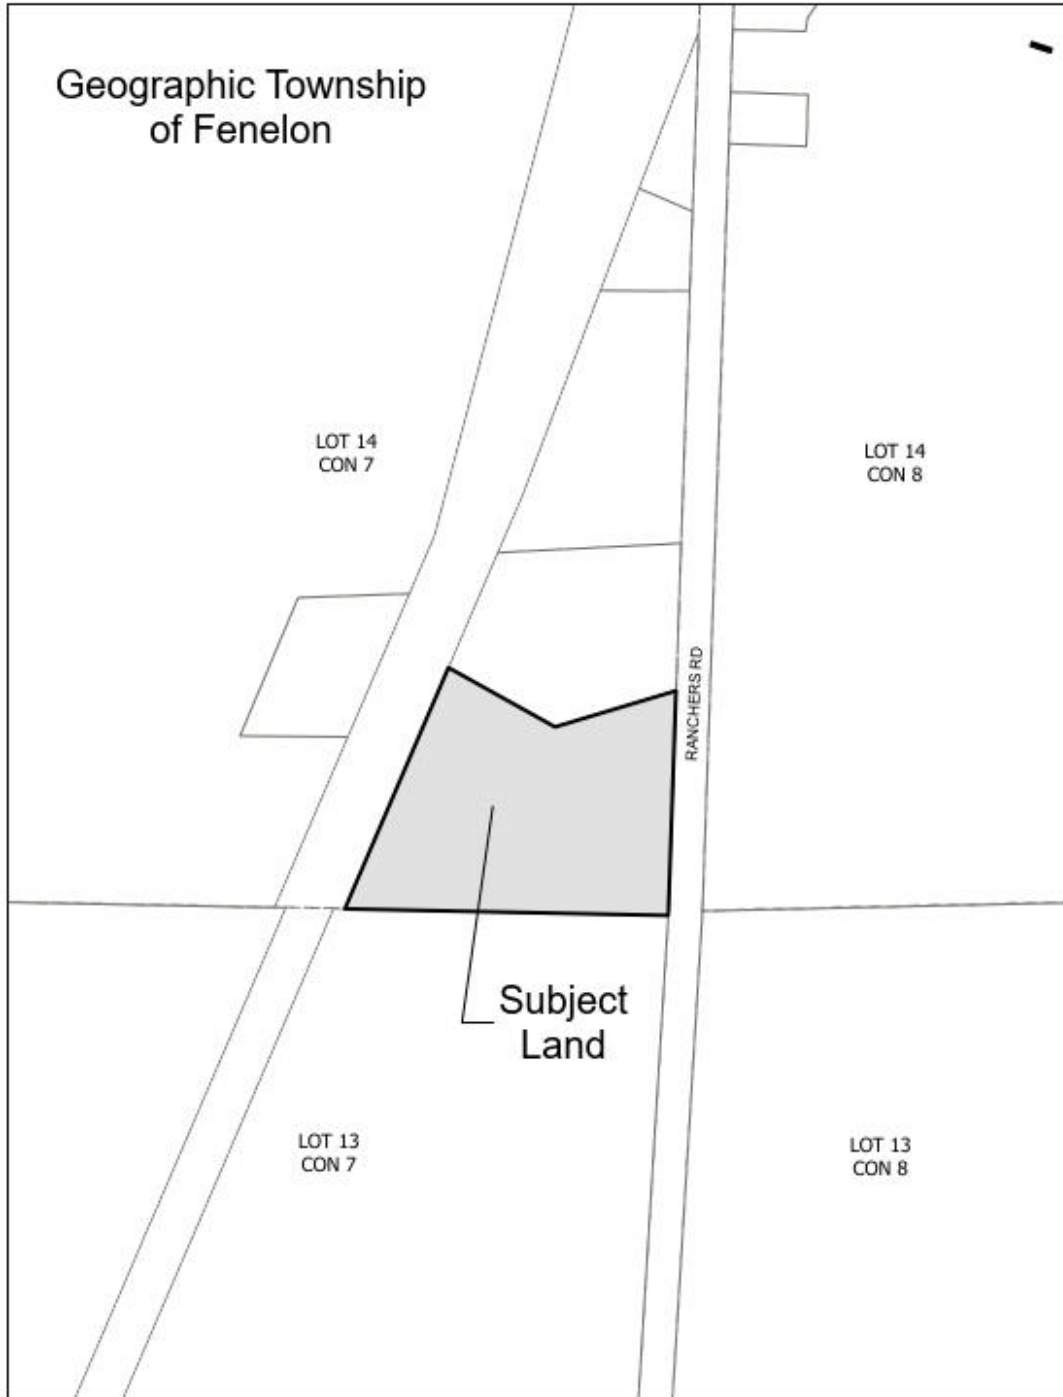 Geographic Township
of Fenelon
LOT 14
CON 7
LOT 14
CON 8
RANCHERS RD
Subject
Land
LOT 13
CON 7
LOT 13
CON 8